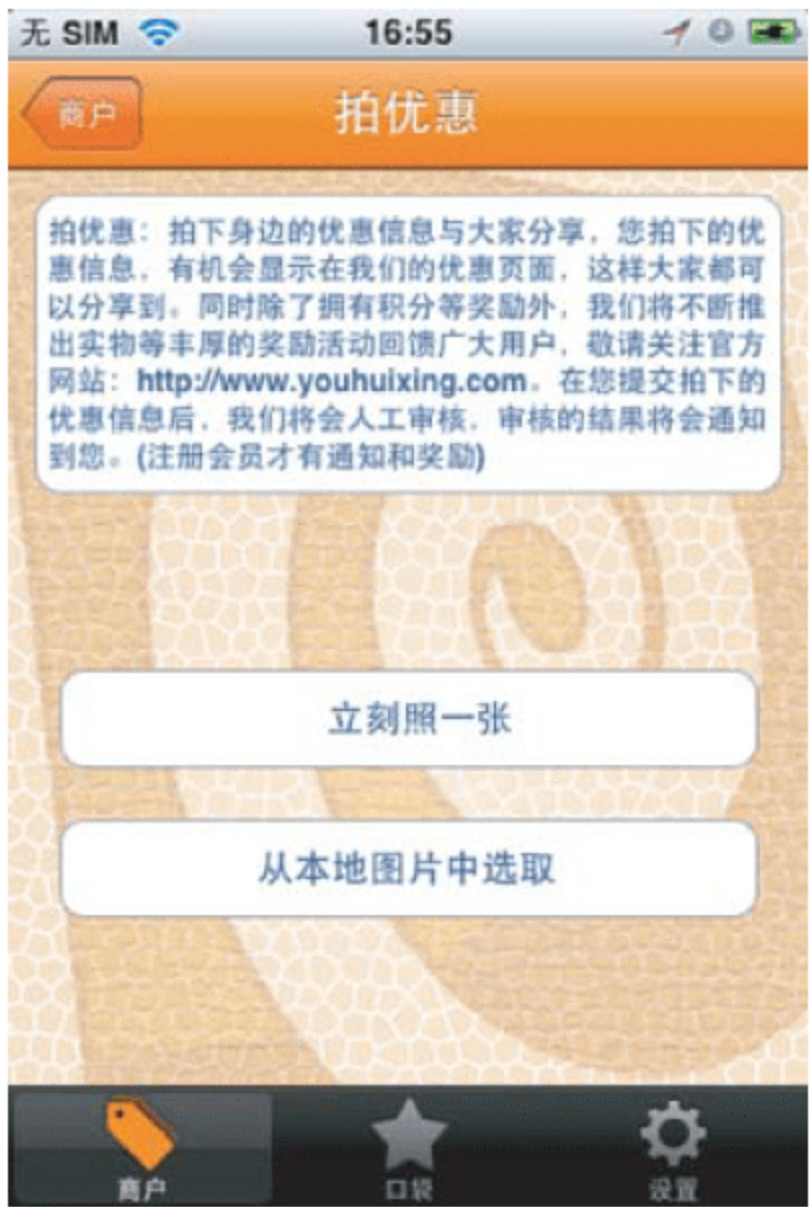 无 SIM 16:55
商户 拍优惠
拍优惠：拍下身边的优惠信息与大家分享，您拍下的优
惠信息，有机会显示在我们的优惠页面，这样大家都可
以分享到。同时除了拥有积分等奖励外，我们将不断推
出实物等丰厚的奖励活动回馈广大用户，敬请关注官方
网站：http://www.youhuixing.com。在您提交拍下的
优惠信息后，我们将会人工审核，审核的结果将会通知
到您。(注册会员才有通知和奖励)
立刻照一张
从本地图片中选取
商户 口袋 设置